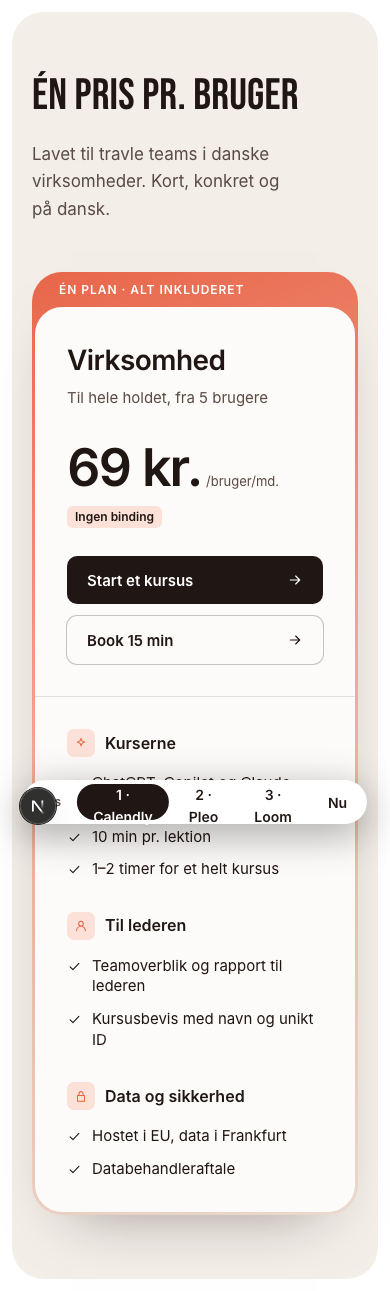 ÉN PRIS PR. BRUGER
Lavet til travle teams i danske
virksomheder. Kort, konkret og
på dansk.
ÉN PLAN · ALT INKLUDERET
Virksomhed
Til hele holdet, fra 5 brugere
69 kr. /bruger/md.
Ingen binding
Start et kursus
Book 15 min
Kurserne
1 · Calendly
2 · Pleo
3 · Loom
Nu
10 min pr. lektion
1–2 timer for et helt kursus
Til lederen
Teamoverblik og rapport til
lederen
Kursusbevis med navn og unikt
ID
Data og sikkerhed
Hostet i EU, data i Frankfurt
Databehandleraftale